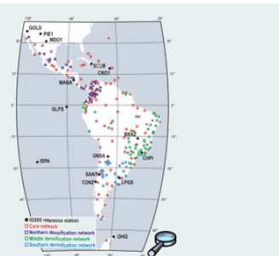 GOLD
PIE1
MDO1
SCUB
CRO1
MANA
GLPS
BRAZ
CHPI
UNSA
ISPA
SANT
CONZ
LPGS
OHI2
IGS05 reference station
Core network
Northern densification network
Middle densification network
Southern densification network